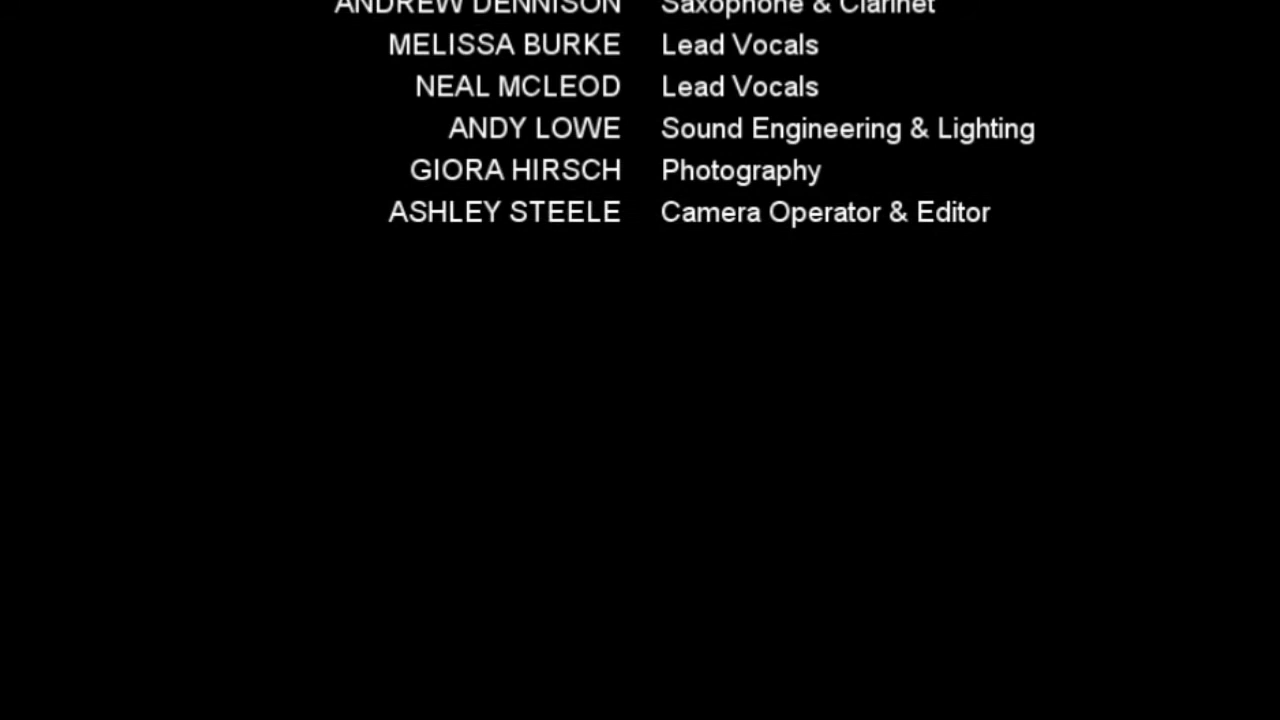 ANDREW DENNISON Saxophone & Clarinet
MELISSA BURKE Lead Vocals
NEAL MCLEOD Lead Vocals
ANDY LOWE Sound Engineering & Lighting
GIORA HIRSCH Photography
ASHLEY STEELE Camera Operator & Editor